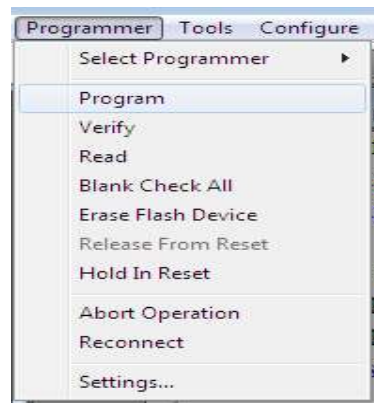 Programmer Tools Configure
Select Programmer
Program
Verify
Read
Blank Check All
Erase Flash Device
Release From Reset
Hold In Reset
Abort Operation
Reconnect
Settings...